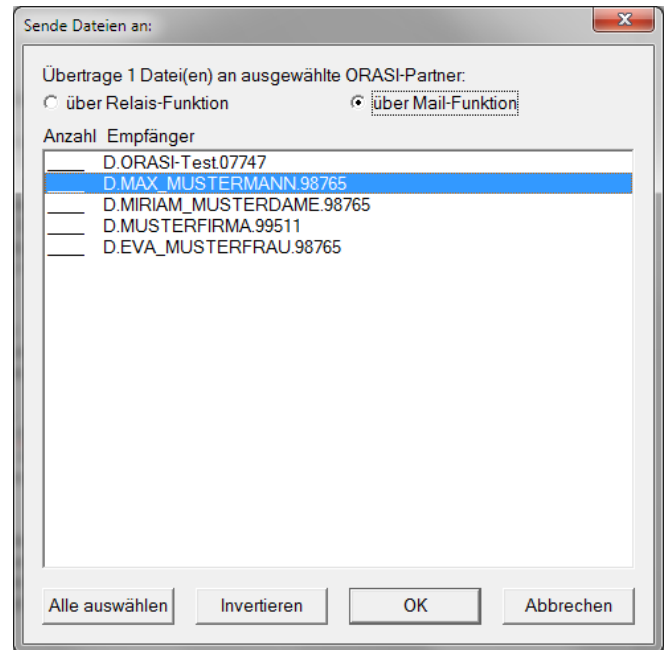 Sende Dateien an:
Übertrage 1 Datei(en) an ausgewählte ORASI-Partner:
über Relais-Funktion über Mail-Funktion
Anzahl Empfänger
____ D.ORASI-Test.07747
____ D.MAX_MUSTERMANN.98765
____ D.MIRIAM_MUSTERDAME.98765
____ D.MUSTERFIRMA.99511
____ D.EVA_MUSTERFRAU.98765
Alle auswählen Invertieren OK Abbrechen